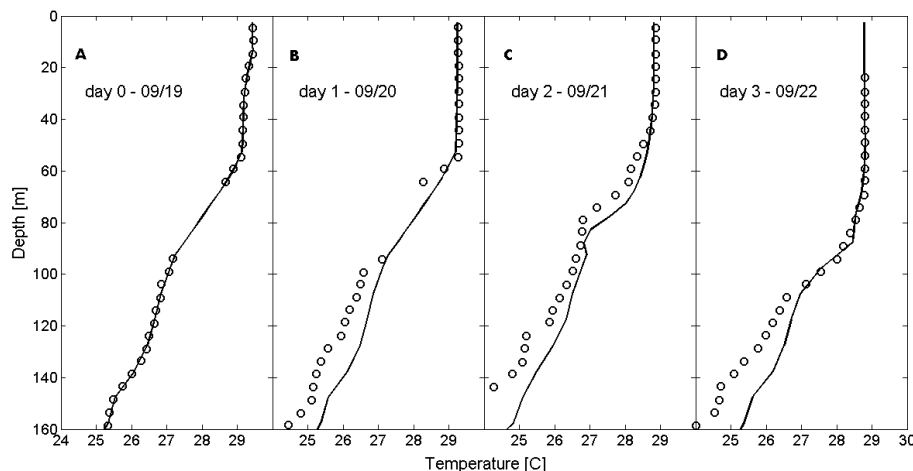 0
20
40
60
80
100
120
140
160
Depth [m]
A
day 0 - 09/19
B
day 1 - 09/20
C
day 2 - 09/21
D
day 3 - 09/22
24 25 26 27 28 29 25 26 27 28 29 25 26 27 28 29 25 26 27 28 29 30
Temperature [C]